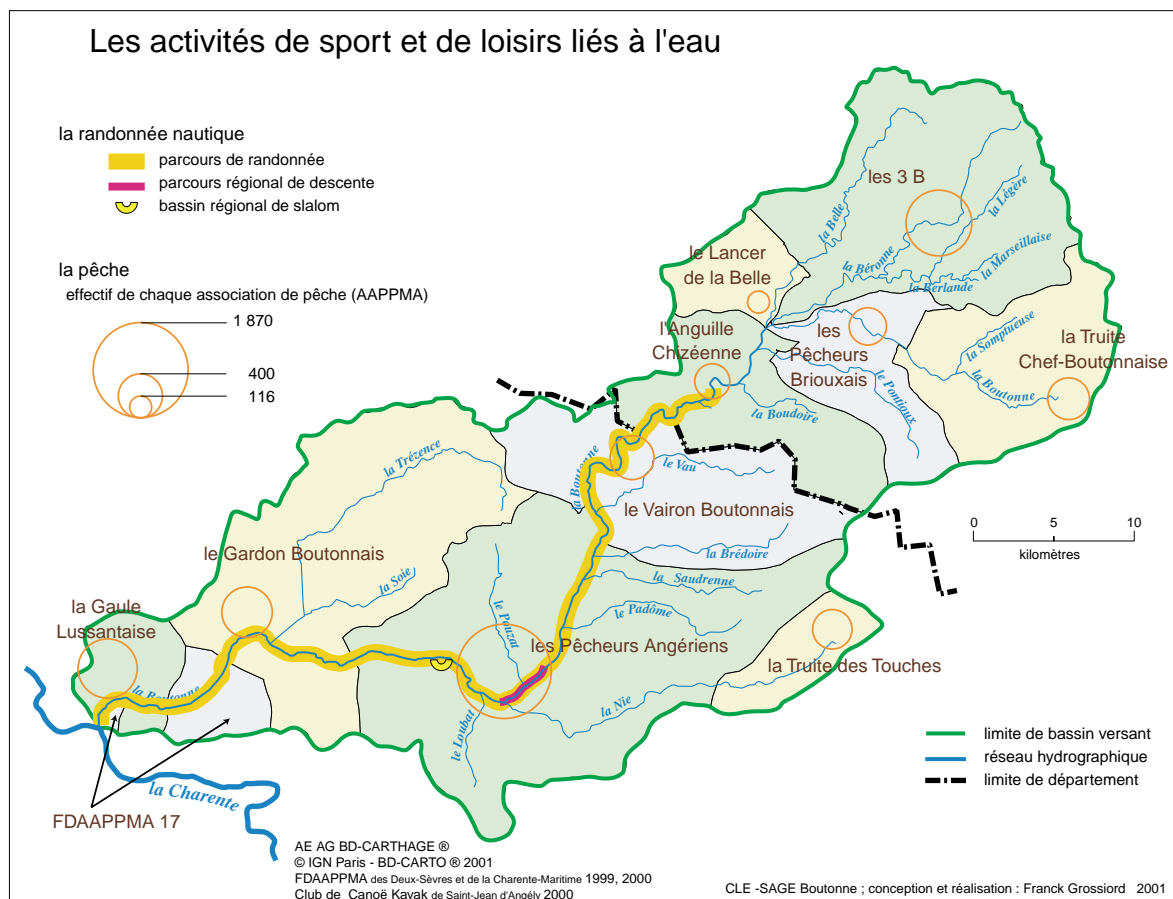 Les activités de sport et de loisirs liés à l'eau
la randonnée nautique
parcours de randonnée
parcours régional de descente
bassin régional de slalom
la pêche
effectif de chaque association de pêche (AAPPMA)
1 870
400
116
les 3 B
la Belle
la Légère
la Béronne
la Marseillaise
la Berlande
le Lancer
de la Belle
l'Anguille
Chizéenne
les
Pêcheurs
Briouxais
la Truite
Chef-Boutonnaise
la Somptueuse
la Boutonne
le Pontioux
la Boudoire
la Trézence
la Boutonne
le Vau
le Vairon Boutonnais
la Brédoire
0
5
10
kilomètres
le Gardon Boutonnais
la Soie
la Saudrenne
le Padôme
le Pouzat
la Gaule
Lussantaise
les Pêcheurs Angériens
la Truite des Touches
la Boutonne
la Nie
le Loubat
la Charente
FDAAPPMA 17
limite de bassin versant
réseau hydrographique
limite de département
AE AG BD-CARTHAGE ®
© IGN Paris - BD-CARTO ® 2001
FDAAPPMA des Deux-Sèvres et de la Charente-Maritime 1999, 2000
Club de Canoë Kayak de Saint-Jean d'Angély 2000
CLE -SAGE Boutonne ; conception et réalisation : Franck Grossiord 2001